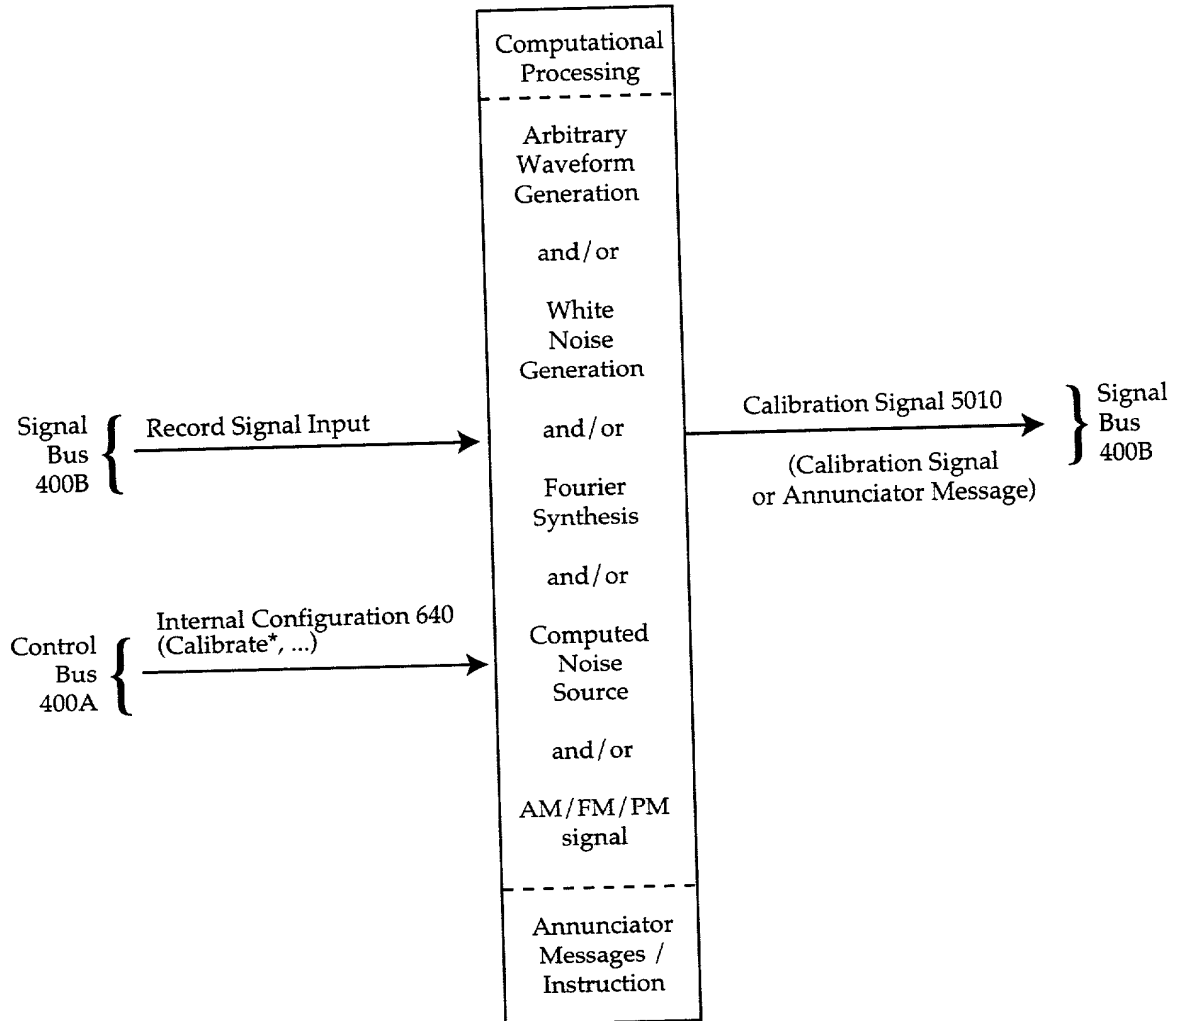 Computational
Processing
Arbitrary
Waveform
Generation
and/or
White
Noise
Generation
and/or
Fourier
Synthesis
and/or
Computed
Noise
Source
and/or
AM/FM/PM
signal
Annunciator
Messages /
Instruction
Signal
Bus
400B
Record Signal Input
Control
Bus
400A
Internal Configuration 640
(Calibrate*, ...)
Calibration Signal 5010
(Calibration Signal
or Annunciator Message)
Signal
Bus
400B